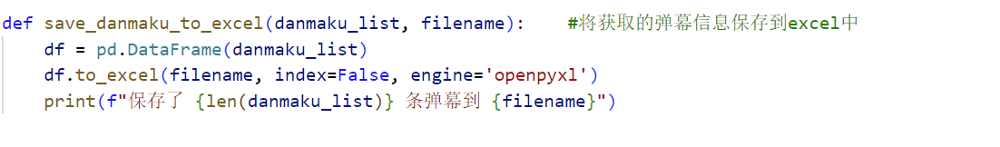 def save_danmaku_to_excel(danmaku_list, filename):    #将获取的弹幕信息保存到excel中
    df = pd.DataFrame(danmaku_list)
    df.to_excel(filename, index=False, engine='openpyxl')
    print(f"保存了 {len(danmaku_list)} 条弹幕到 {filename}")